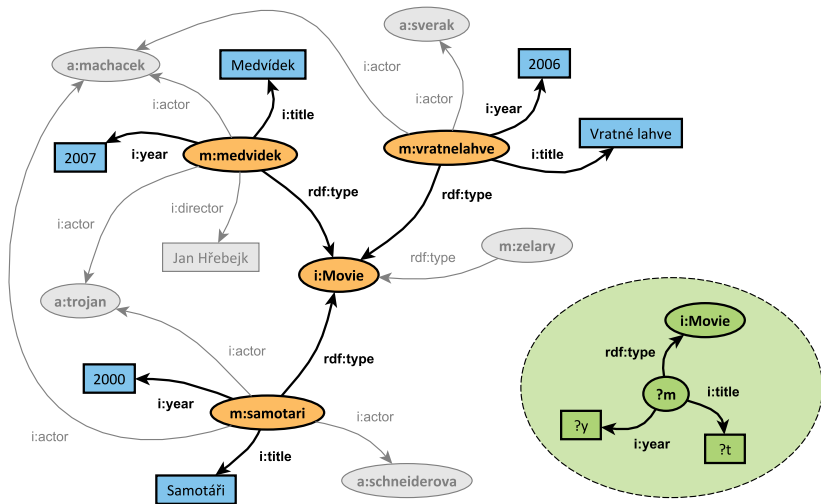 a:sverak
a:machacek
Medvídek
2006
i:actor
i:actor
i:actor
i:title
i:year
Vratné lahve
2007
i:year
m:medvidek
m:vratnelahve
i:title
rdf:type
rdf:type
i:actor
i:director
Jan Hřebejk
m:zelary
rdf:type
i:Movie
a:trojan
i:Movie
rdf:type
i:actor
rdf:type
2000
i:year
m:samotari
?m
i:title
?y
i:year
?t
i:actor
i:title
i:actor
Samotáři
a:schneiderova